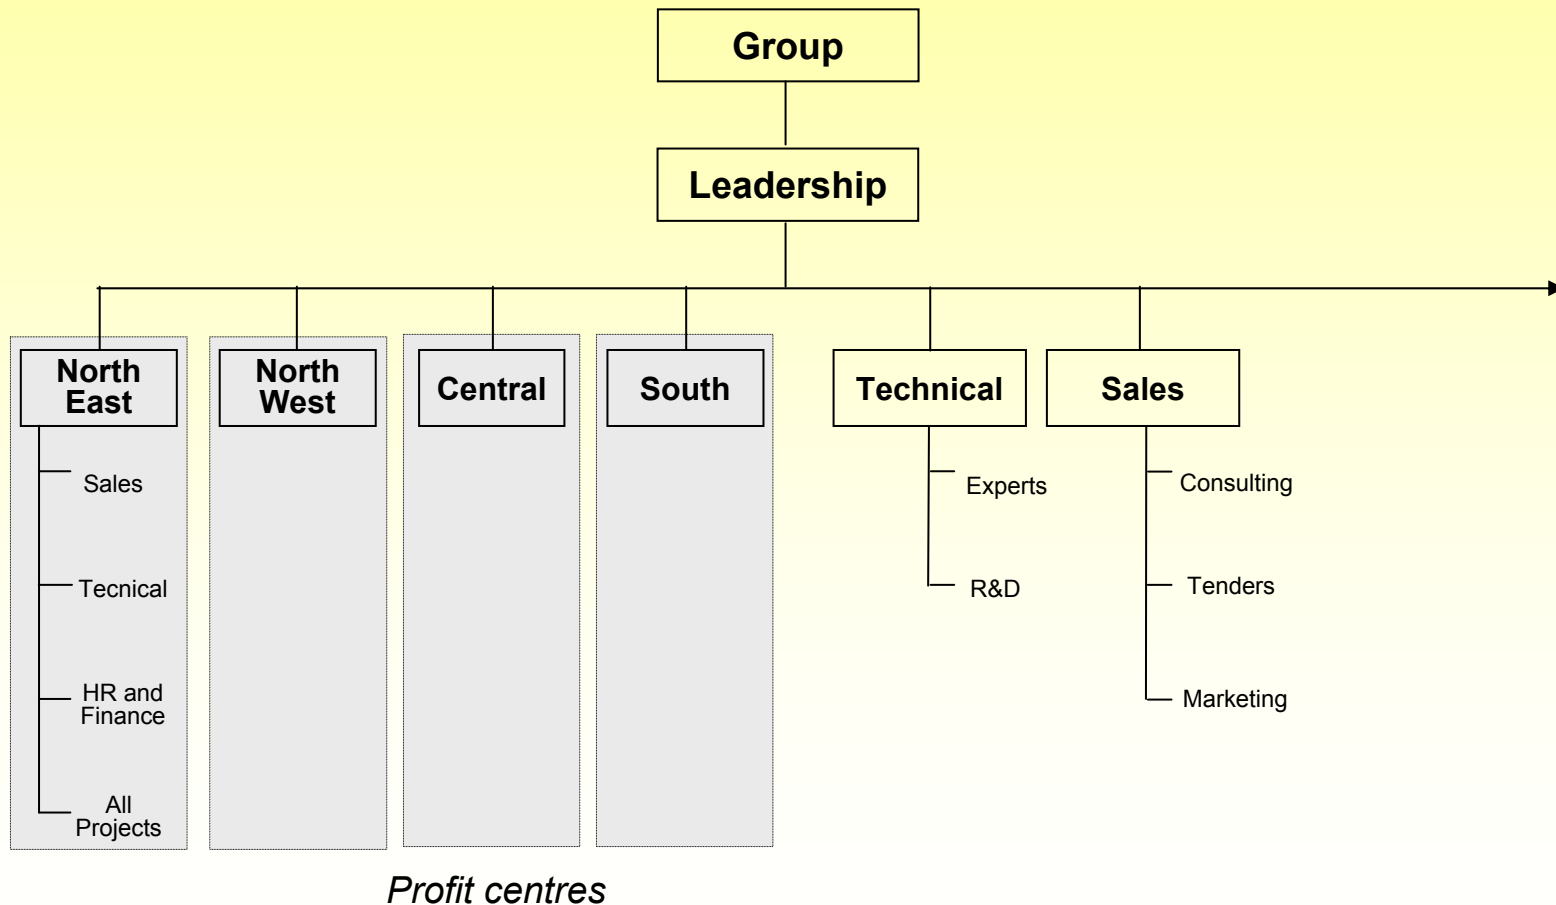 Group
Leadership
North
East
North
West
Central
South
Technical
Sales
Sales
Tecnical
HR and
Finance
All
Projects
Experts
R&D
Consulting
Tenders
Marketing
Profit centres